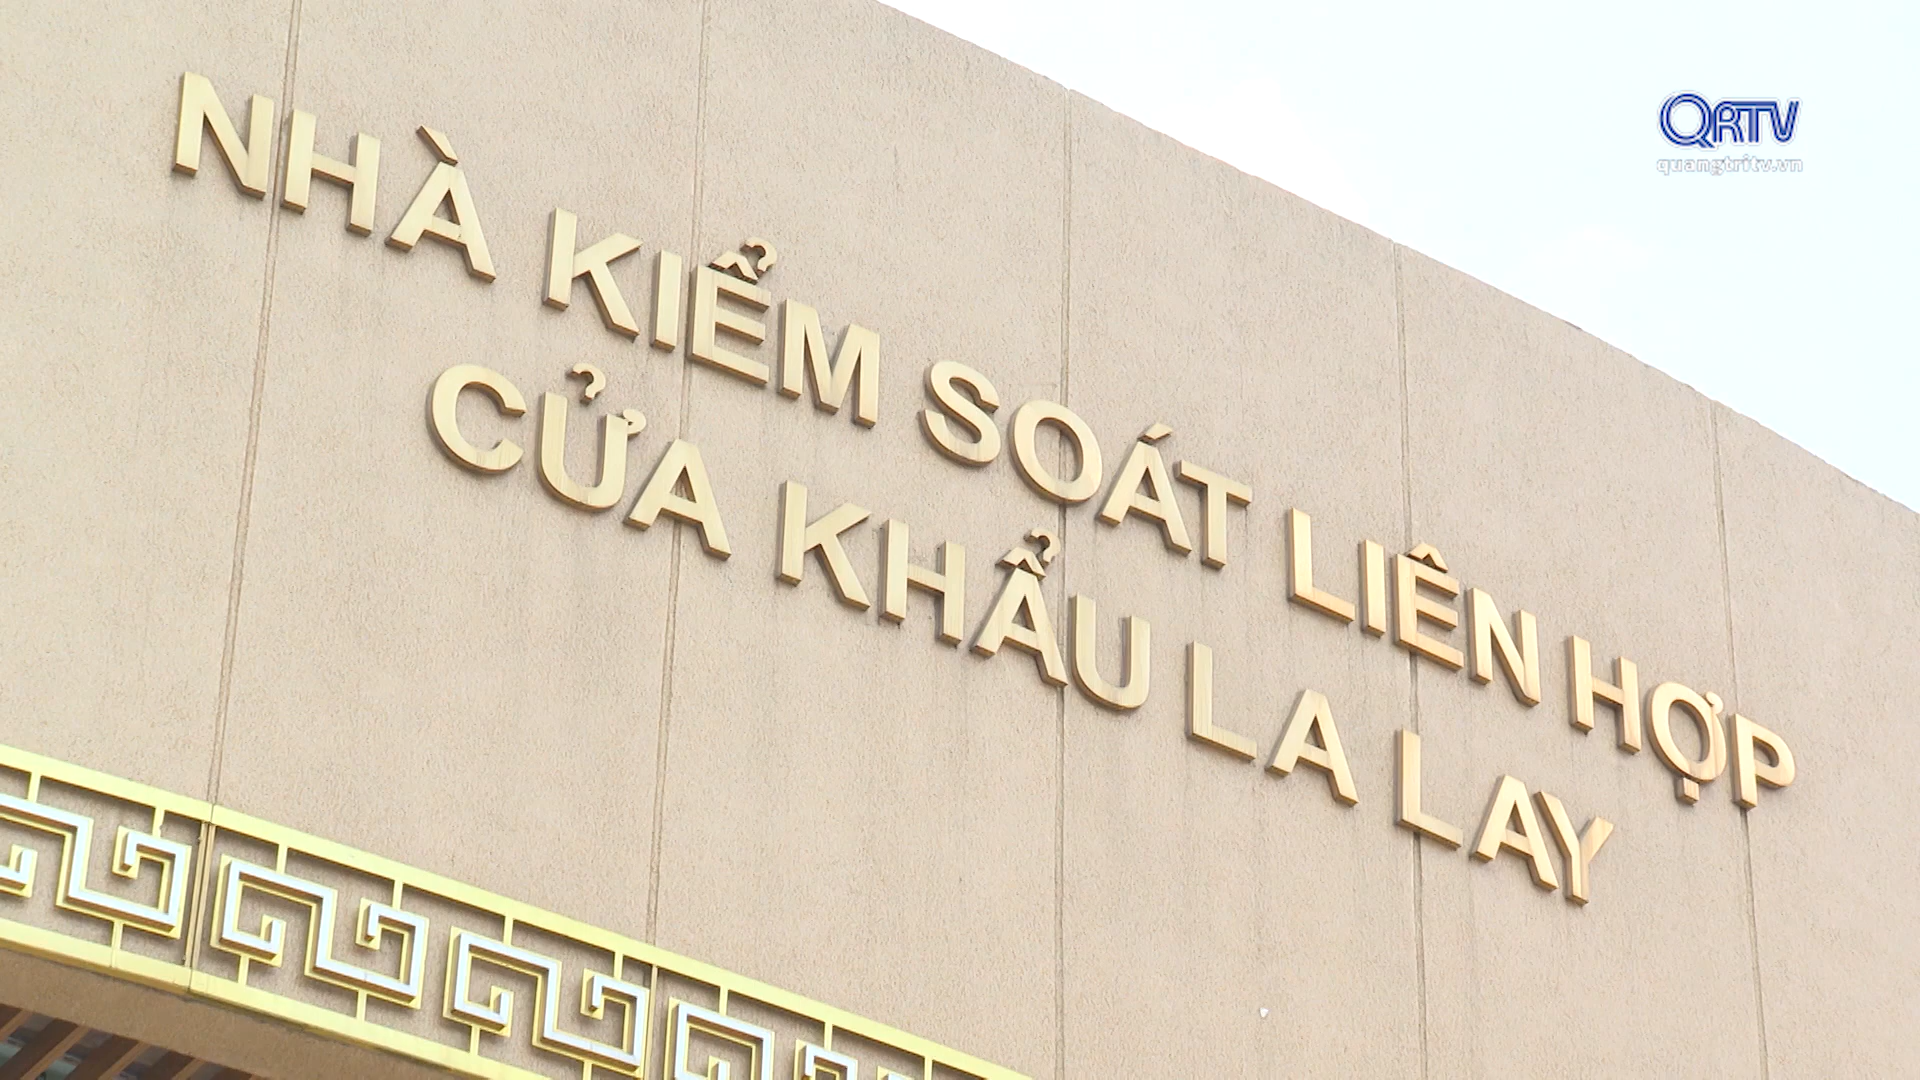 NHÀ KIỂM SOÁT LIÊN HỢP
CỬA KHẨU LA LAY
QRTV
quangtritv.vn